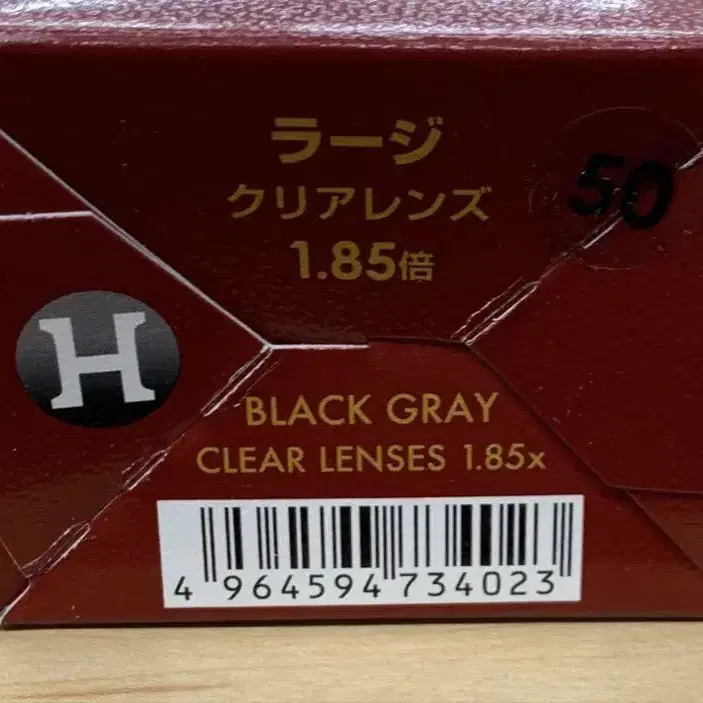 ラージ
クリアレンズ
1.85倍
50
H
BLACK GRAY
CLEAR LENSES 1.85x
4 964594 734023